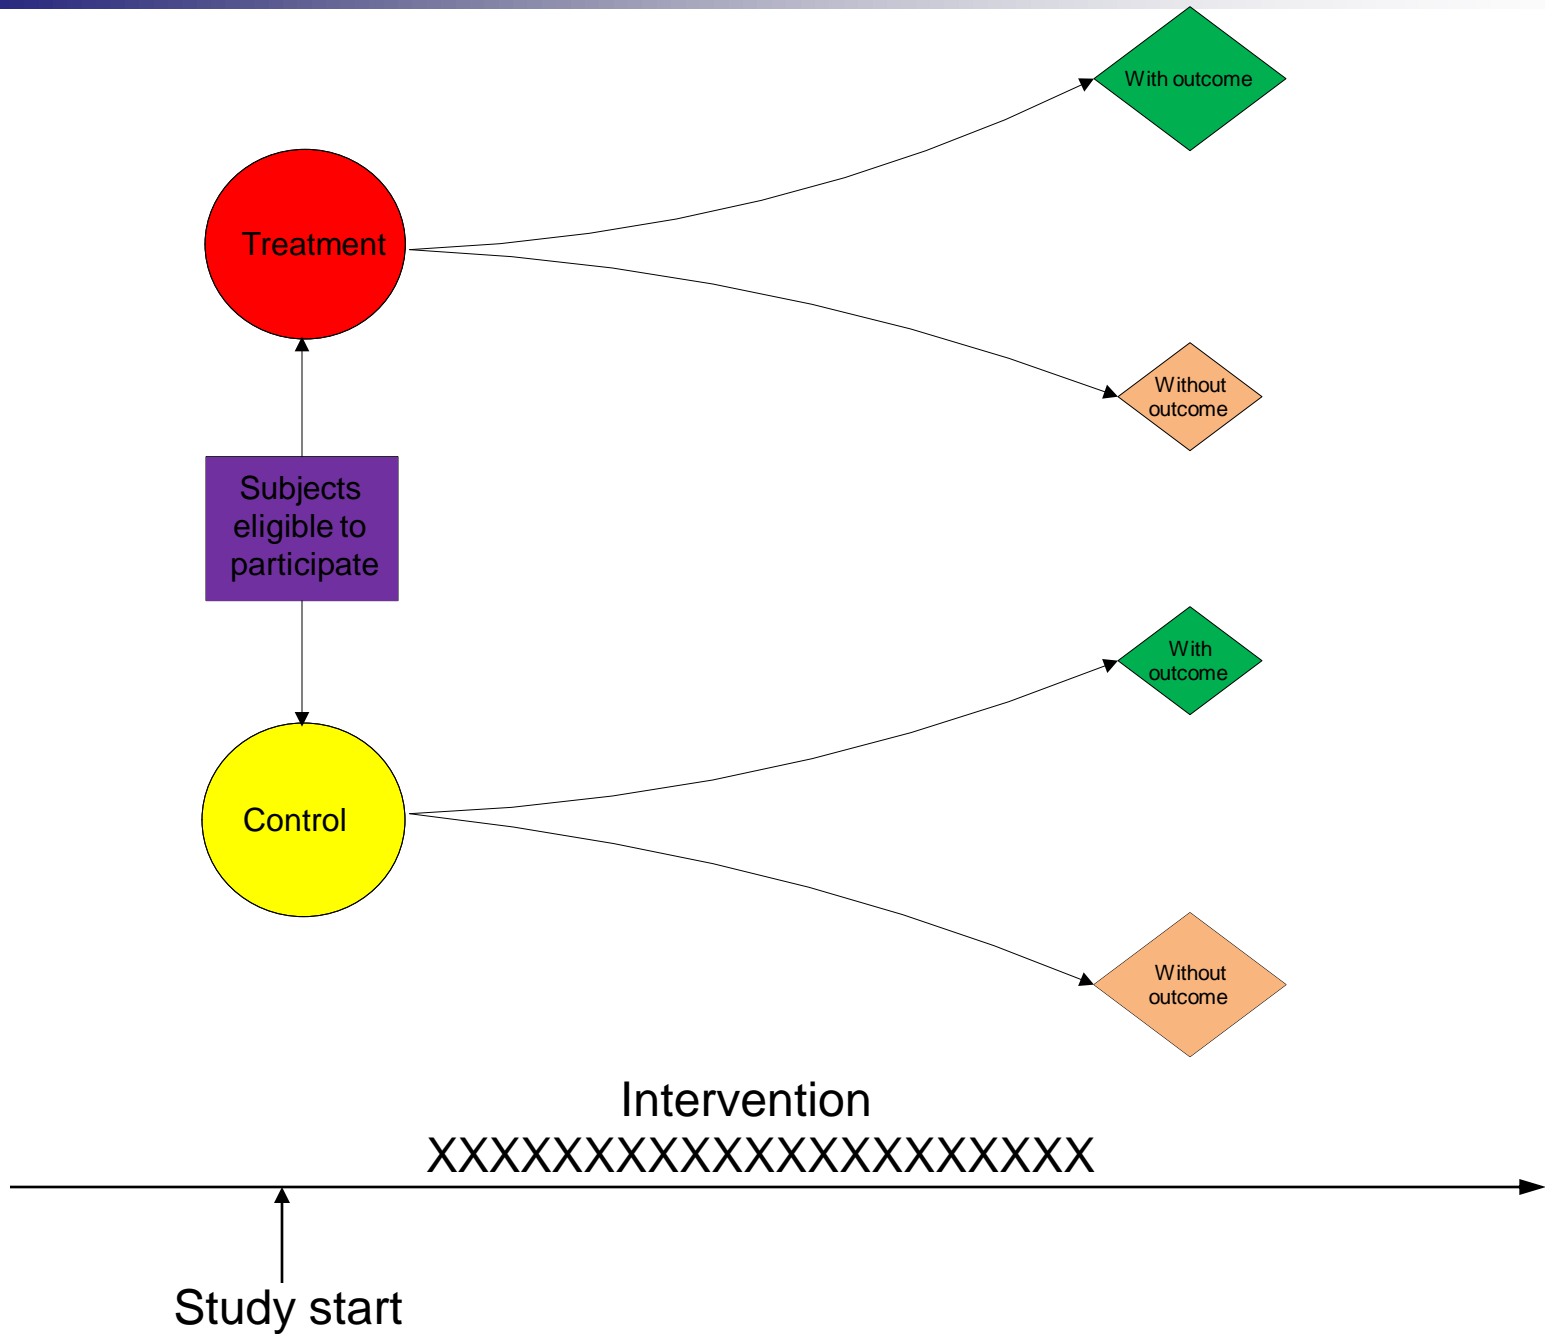 With outcome
Treatment
Without
outcome
Subjects
eligible to
participate
With
outcome
Control
Without
outcome
Intervention
XXXXXXXXXXXXXXXXXXXXX
Study start